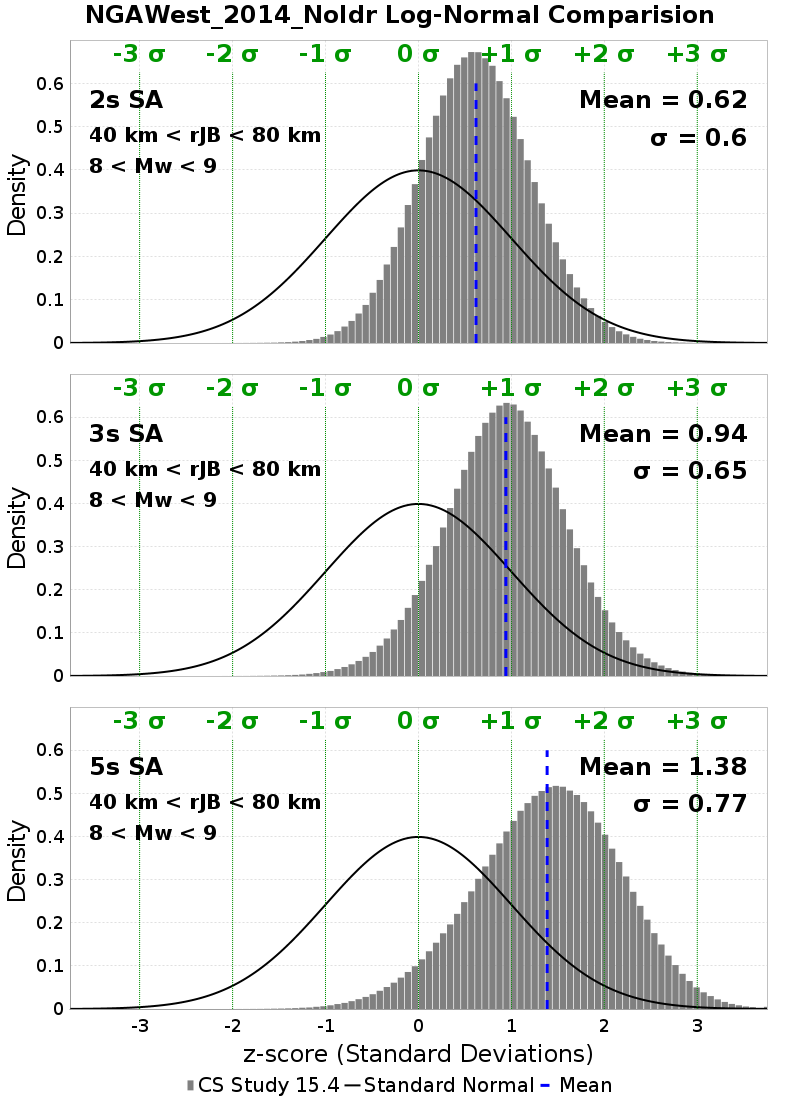 NGAWest_2014_NoIdr Log-Normal Comparision
-3 σ -2 σ -1 σ 0 σ +1 σ +2 σ +3 σ
2s SA Mean = 0.62
40 km < rJB < 80 km σ = 0.6
8 < Mw < 9
Density
0.6
0.5
0.4
0.3
0.2
0.1
0
-3 σ -2 σ -1 σ 0 σ +1 σ +2 σ +3 σ
3s SA Mean = 0.94
40 km < rJB < 80 km σ = 0.65
8 < Mw < 9
Density
0.6
0.5
0.4
0.3
0.2
0.1
0
-3 σ -2 σ -1 σ 0 σ +1 σ +2 σ +3 σ
5s SA Mean = 1.38
40 km < rJB < 80 km σ = 0.77
8 < Mw < 9
Density
0.6
0.5
0.4
0.3
0.2
0.1
0
-3 -2 -1 0 1 2 3
z-score (Standard Deviations)
CS Study 15.4 Standard Normal Mean